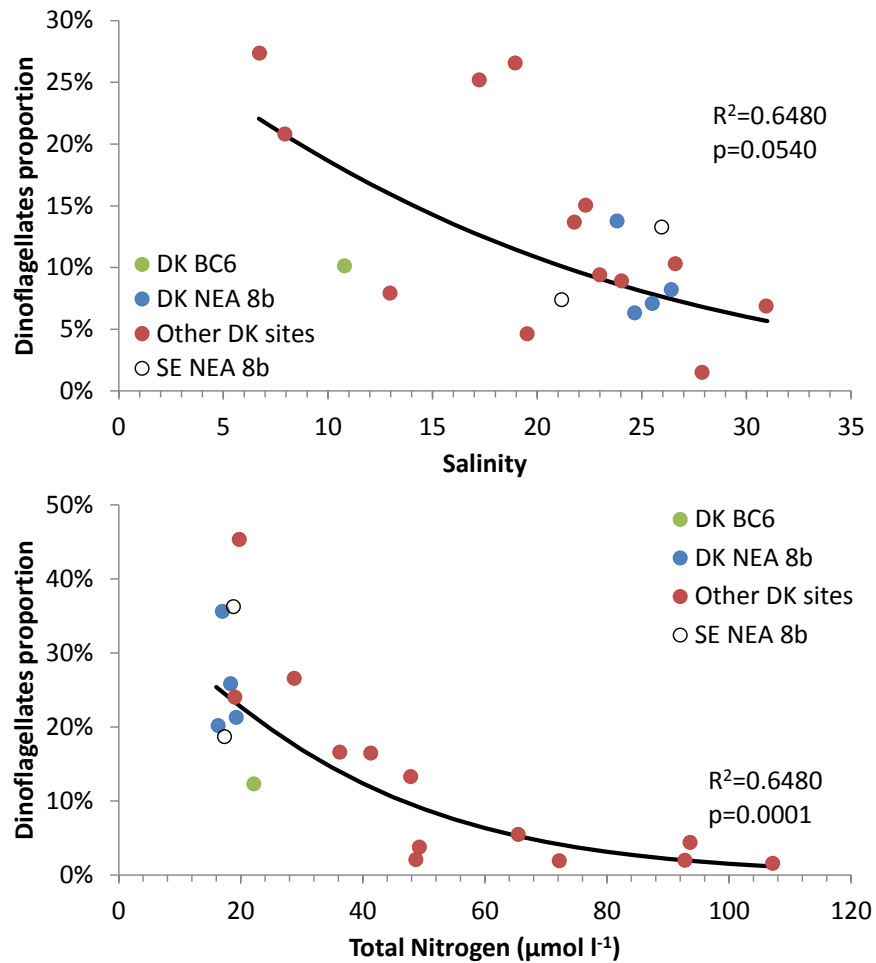 30%
25%
20%
15%
10%
5%
0%
Dinoflagellates proportion
R²=0.6480
p=0.0540
DK BC6
DK NEA 8b
Other DK sites
SE NEA 8b
0 5 10 15 20 25 30 35
Salinity
50%
40%
30%
20%
10%
0%
Dinoflagellates proportion
DK BC6
DK NEA 8b
Other DK sites
SE NEA 8b
R²=0.6480
p=0.0001
0 20 40 60 80 100 120
Total Nitrogen (µmol l⁻¹)